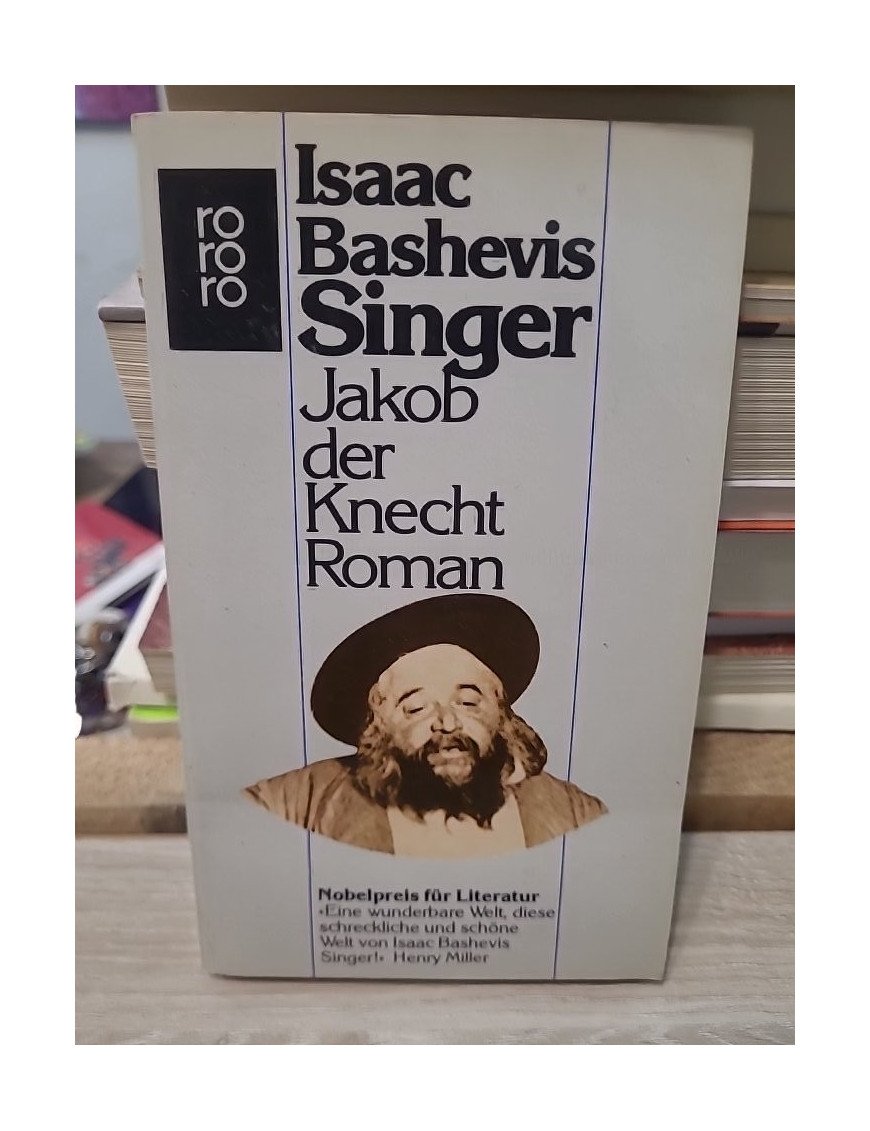 ro
ro
ro
Isaac
Bashevis
Singer
Jakob
der
Knecht
Roman
Nobelpreis für Literatur
«Eine wunderbare Welt, diese
schreckliche und schöne
Welt von Isaac Bashevis
Singer!» Henry Miller